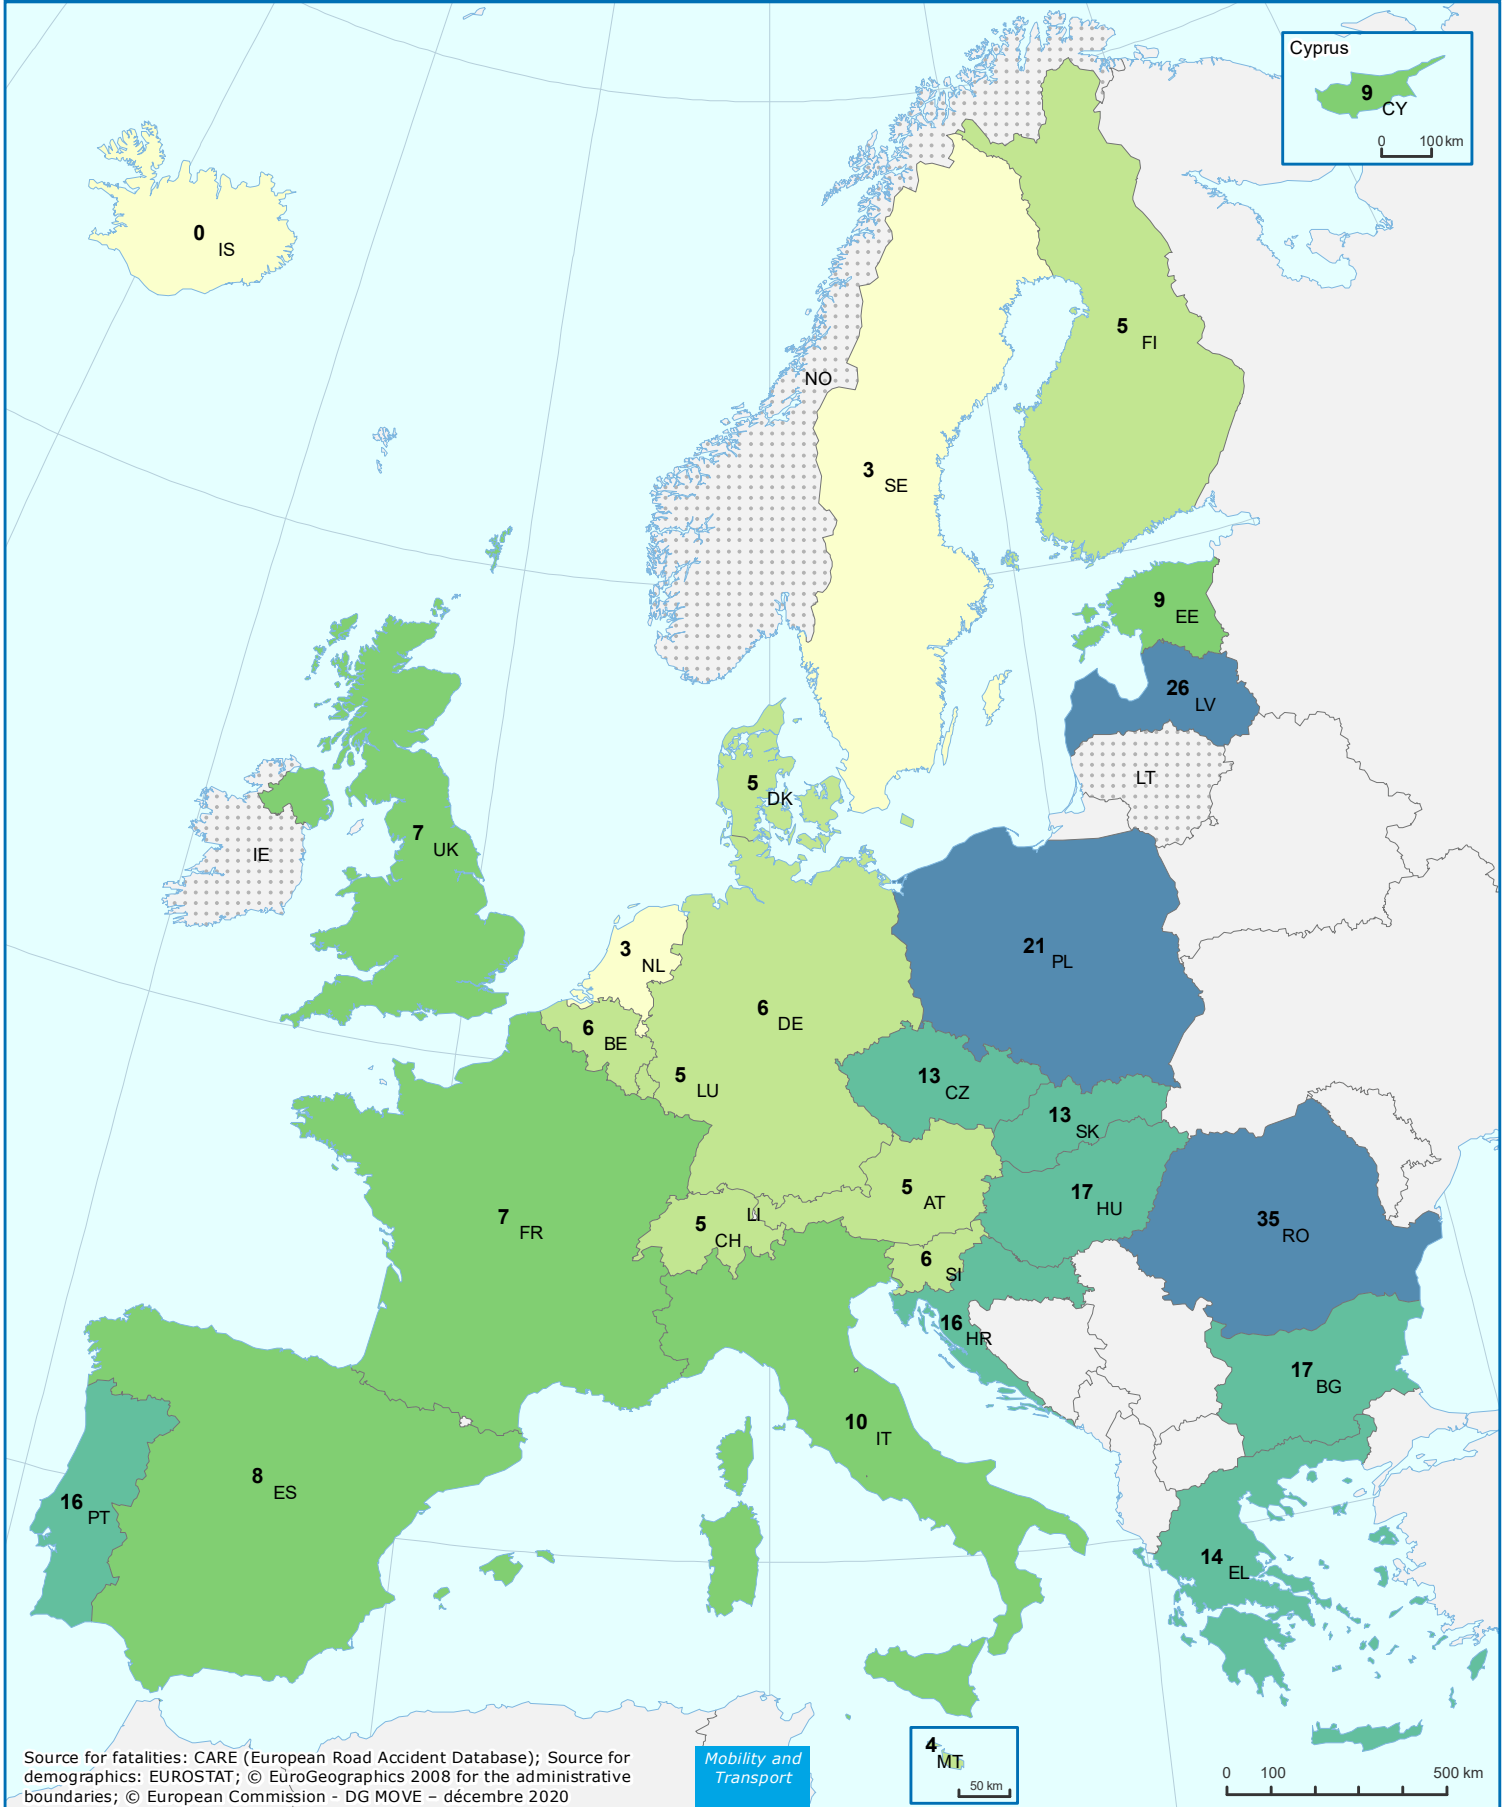 Cyprus
9
CY
0 100 km
0
IS
5
FI
NO
3
SE
9
EE
26
LV
LT
5
DK
7
UK
IE
3
NL
21
PL
6
DE
6
BE
5
LU
13
CZ
13
SK
5
AT
17
HU
35
RO
7
FR
5
CH
LI
6
SI
16
HR
17
BG
10
IT
8
ES
16
PT
14
EL
4
MT
50 km
Source for fatalities: CARE (European Road Accident Database); Source for
demographics: EUROSTAT; © EuroGeographics 2008 for the administrative
boundaries; © European Commission - DG MOVE – décembre 2020
Mobility and
Transport
0 100 500 km